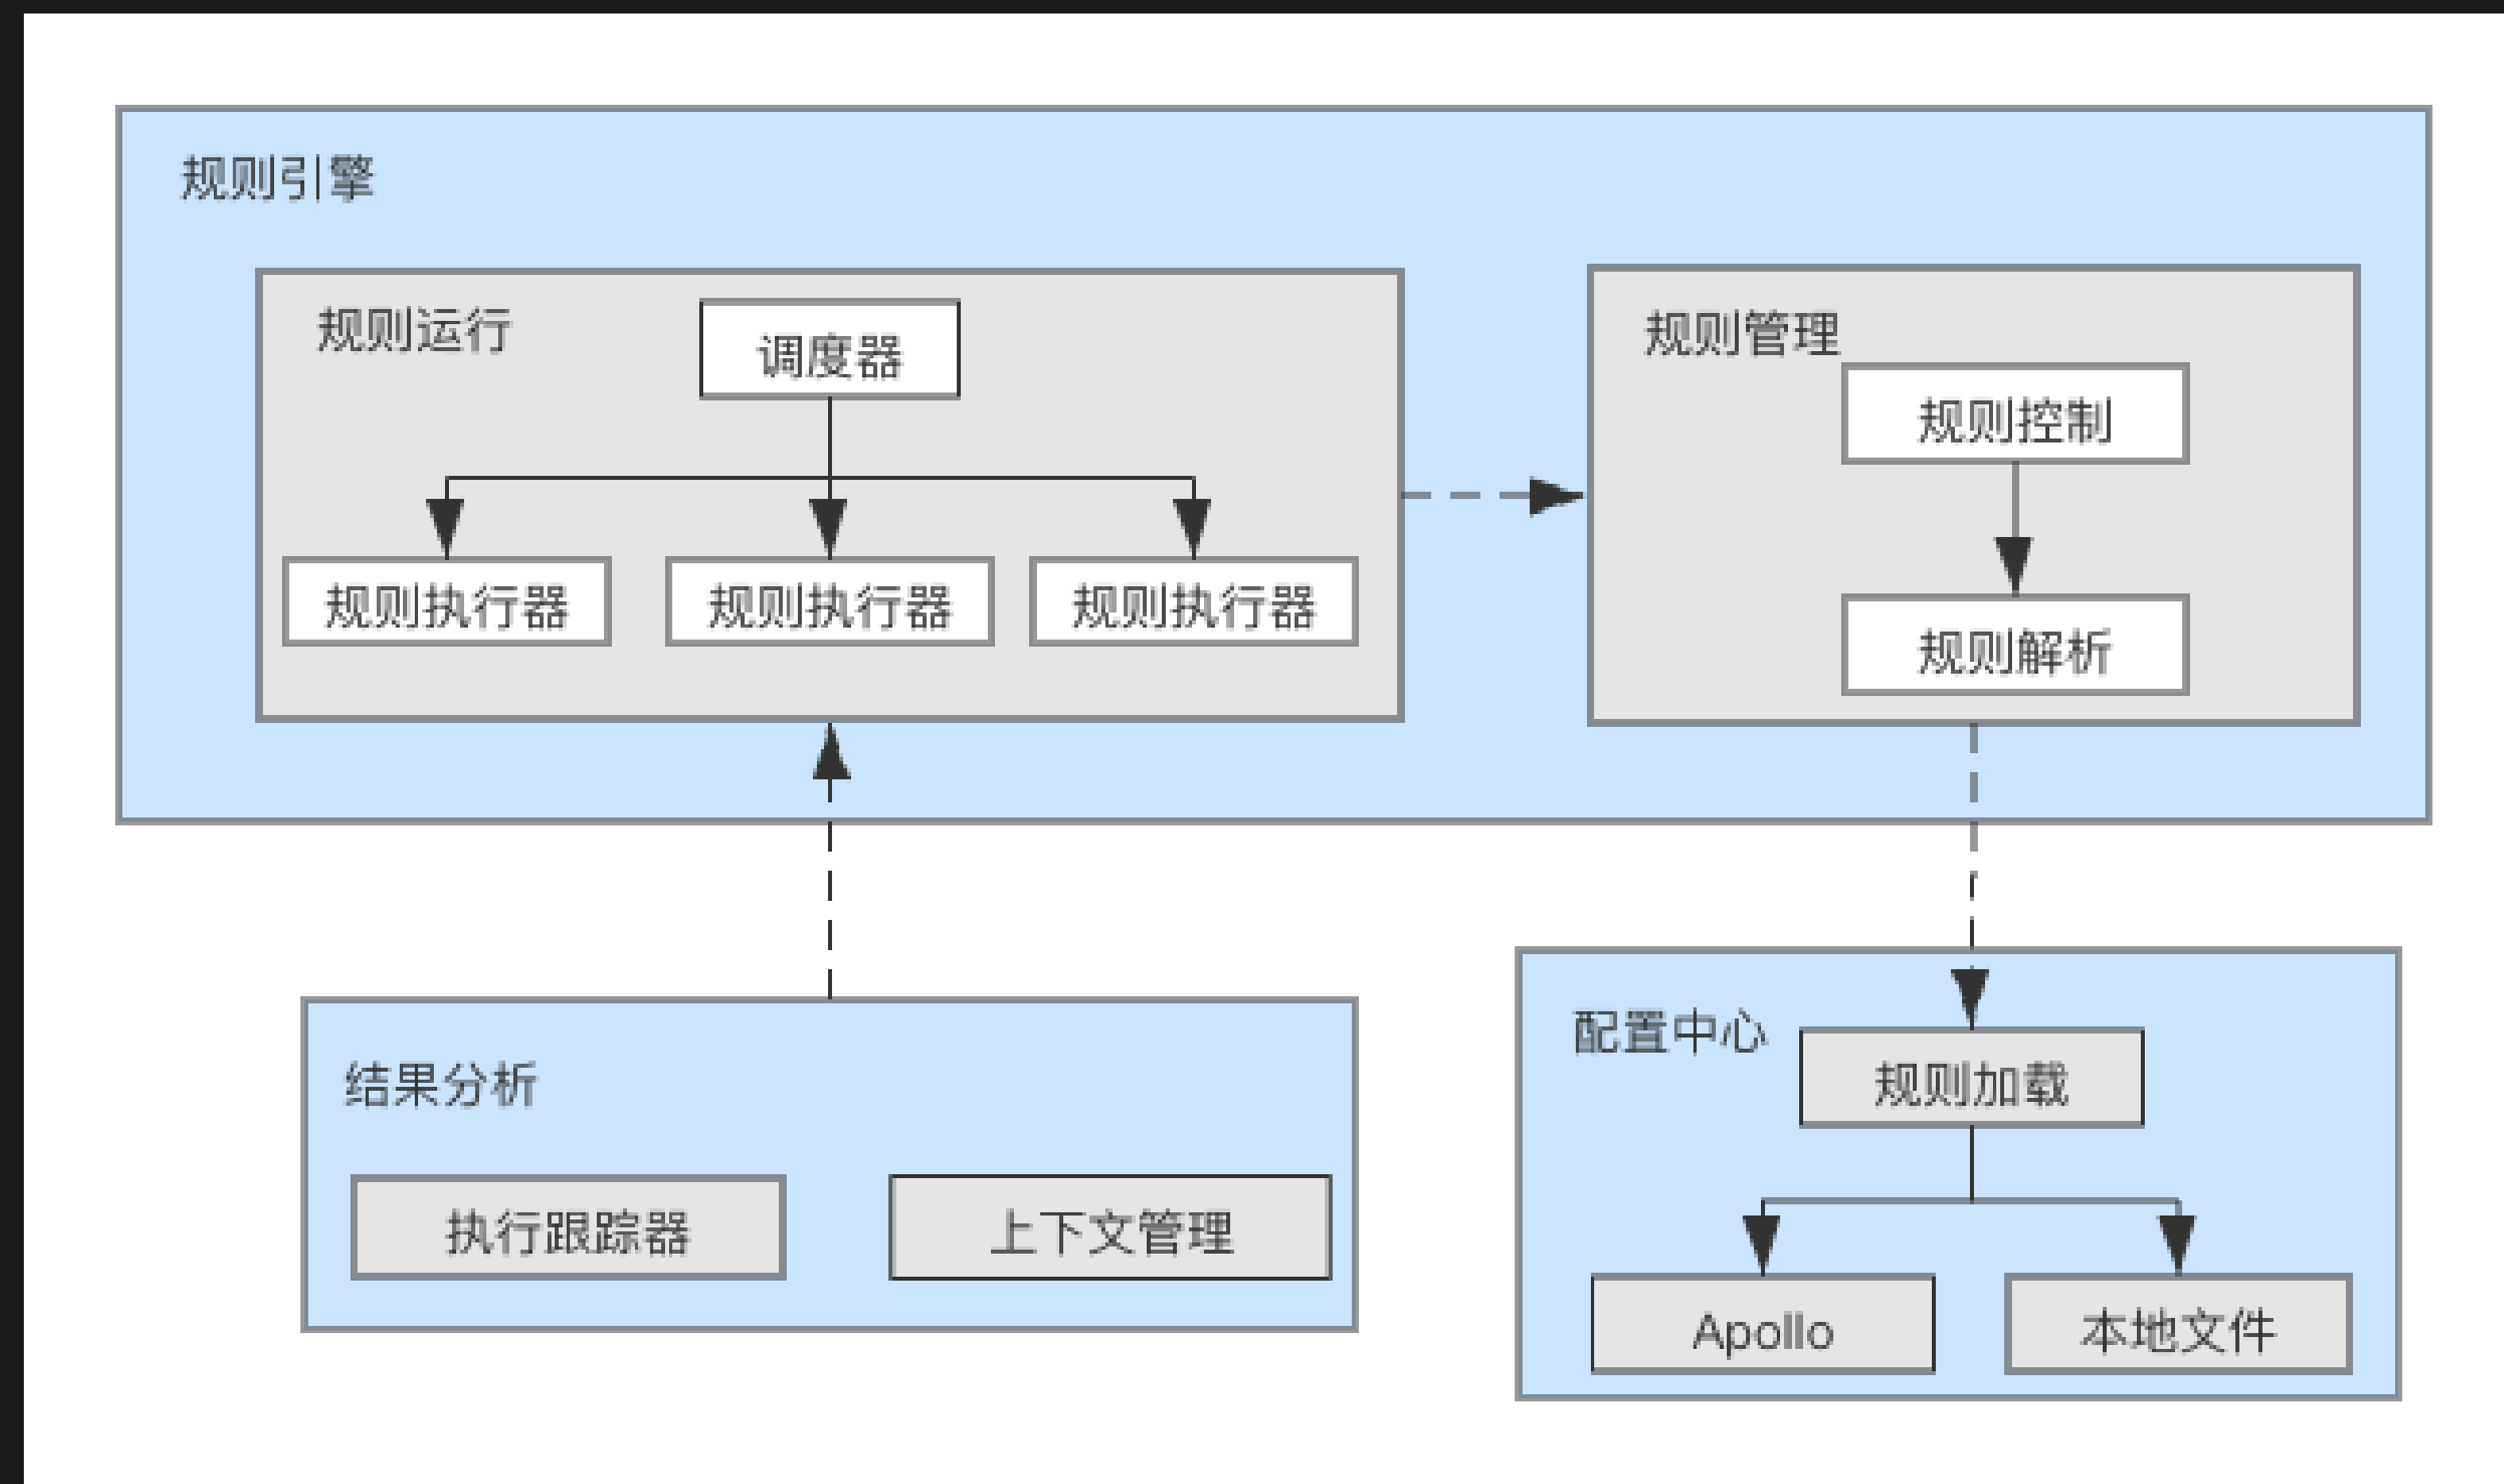 规则引擎
规则运行
调度器
规则执行器
规则执行器
规则执行器
规则管理
规则控制
规则解析
结果分析
执行跟踪器
上下文管理
配置中心
规则加载
Apollo
本地文件